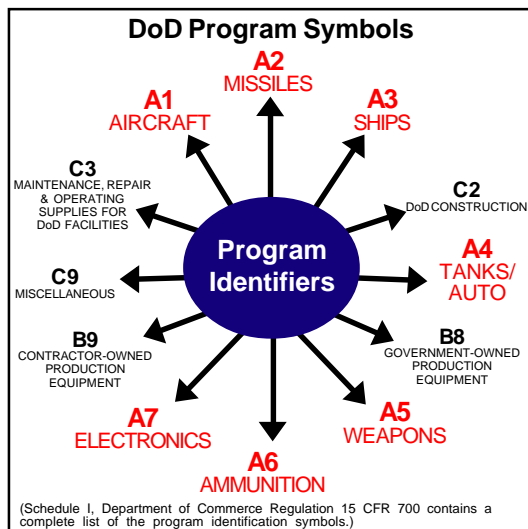 DoD Program Symbols
A2
MISSILES
A1
AIRCRAFT
A3
SHIPS
C3
MAINTENANCE, REPAIR
& OPERATING
SUPPLIES FOR
DoD FACILITIES
C2
DoD CONSTRUCTION
Program
Identifiers
A4
TANKS/
AUTO
C9
MISCELLANEOUS
B9
CONTRACTOR-OWNED
PRODUCTION
EQUIPMENT
B8
GOVERNMENT-OWNED
PRODUCTION
EQUIPMENT
A7
ELECTRONICS
A5
WEAPONS
A6
AMMUNITION
(Schedule I, Department of Commerce Regulation 15 CFR 700 contains a
complete list of the program identification symbols.)